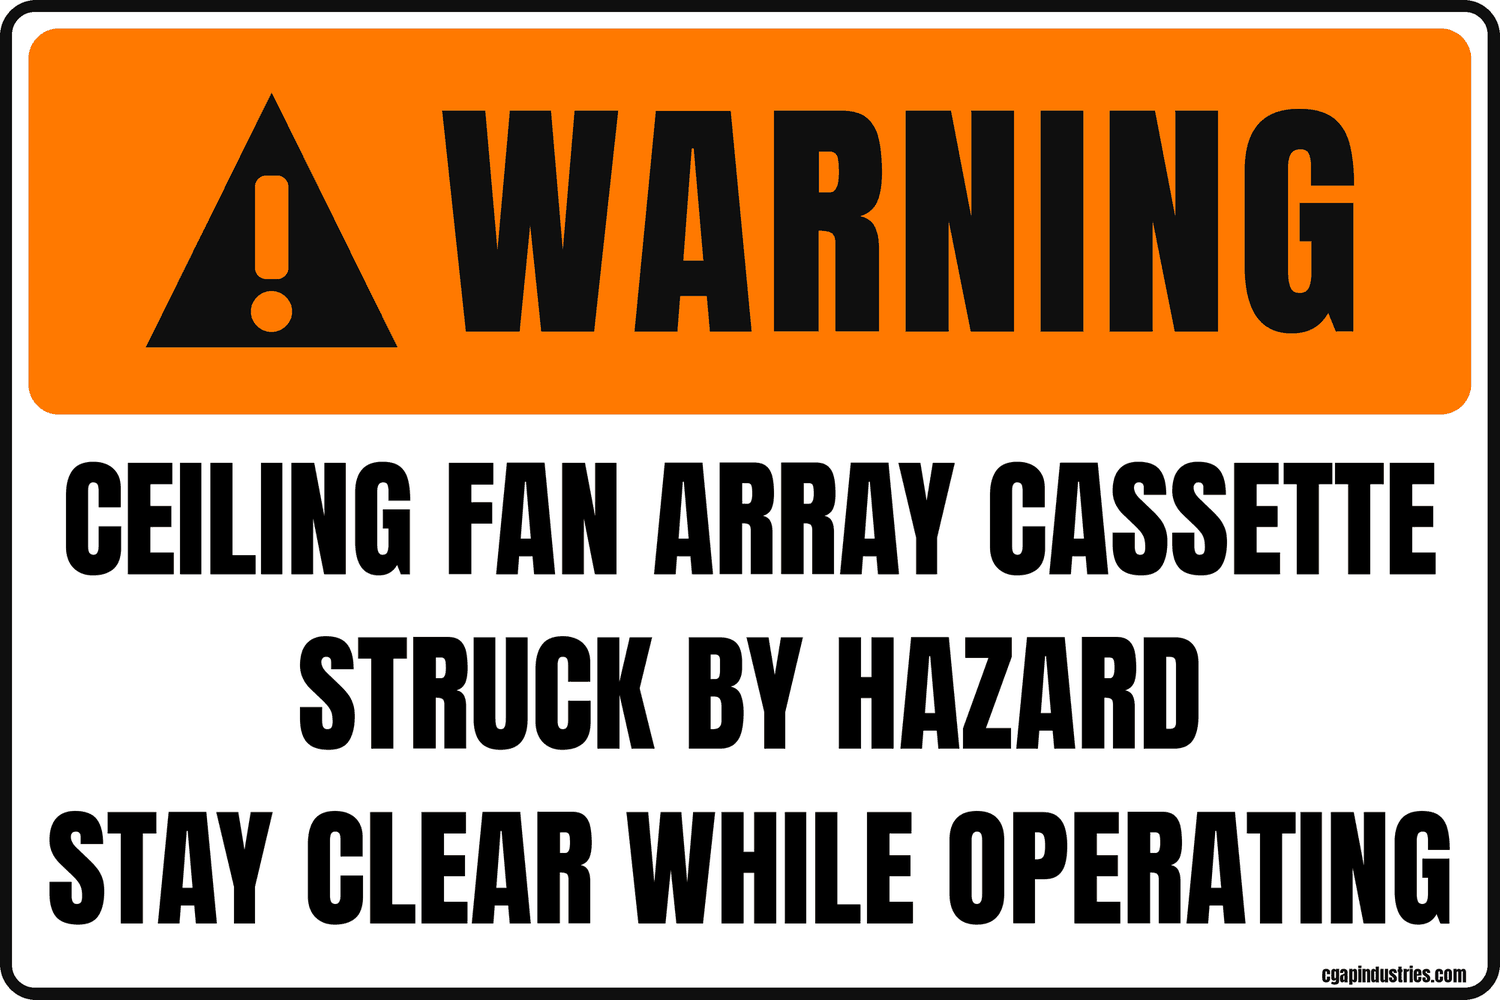 WARNING
CEILING FAN ARRAY CASSETTE
STRUCK BY HAZARD
STAY CLEAR WHILE OPERATING
cgapindustries.com